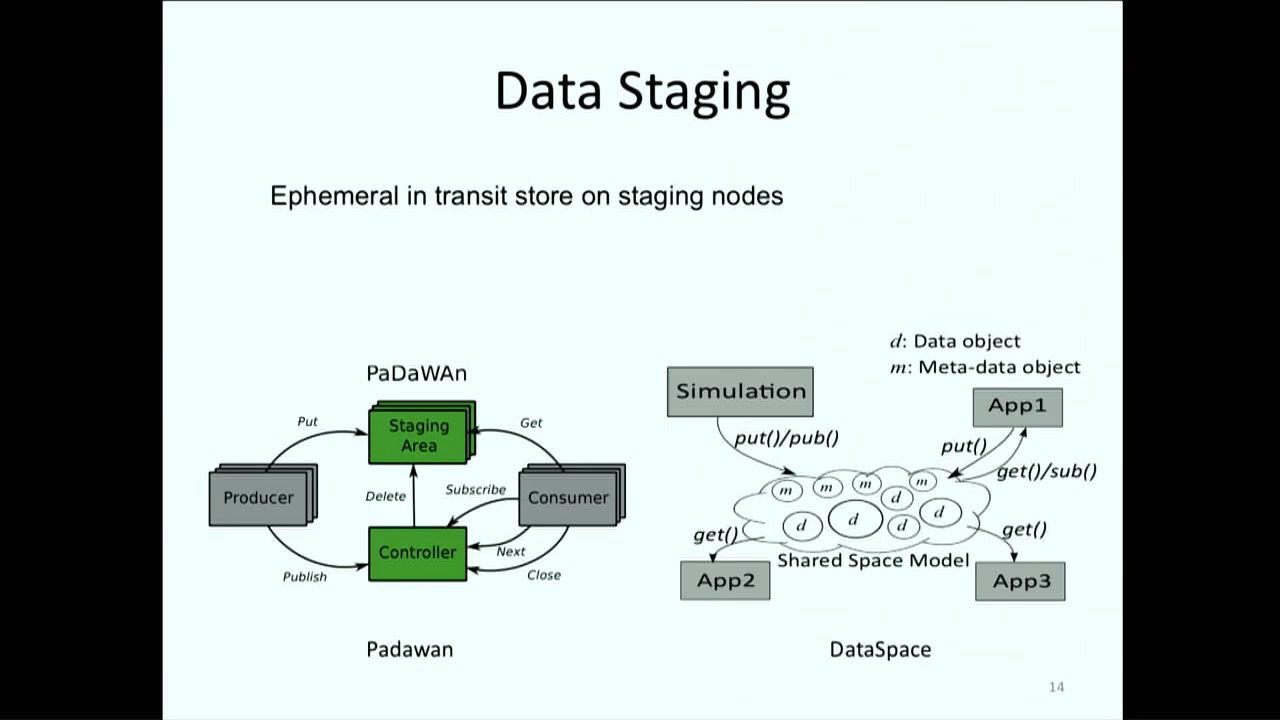 Data Staging
Ephemeral in transit store on staging nodes
PaDaWAn
Put
Staging
Area
Get
Producer
Delete
Subscribe
Consumer
Controller
Next
Publish
Close
Padawan
d: Data object
m: Meta-data object
Simulation
App1
put()/pub()
put()
get()/sub()
m
m
m
m
d
d
d
d
d
get()
get()
Shared Space Model
App2
App3
DataSpace
14